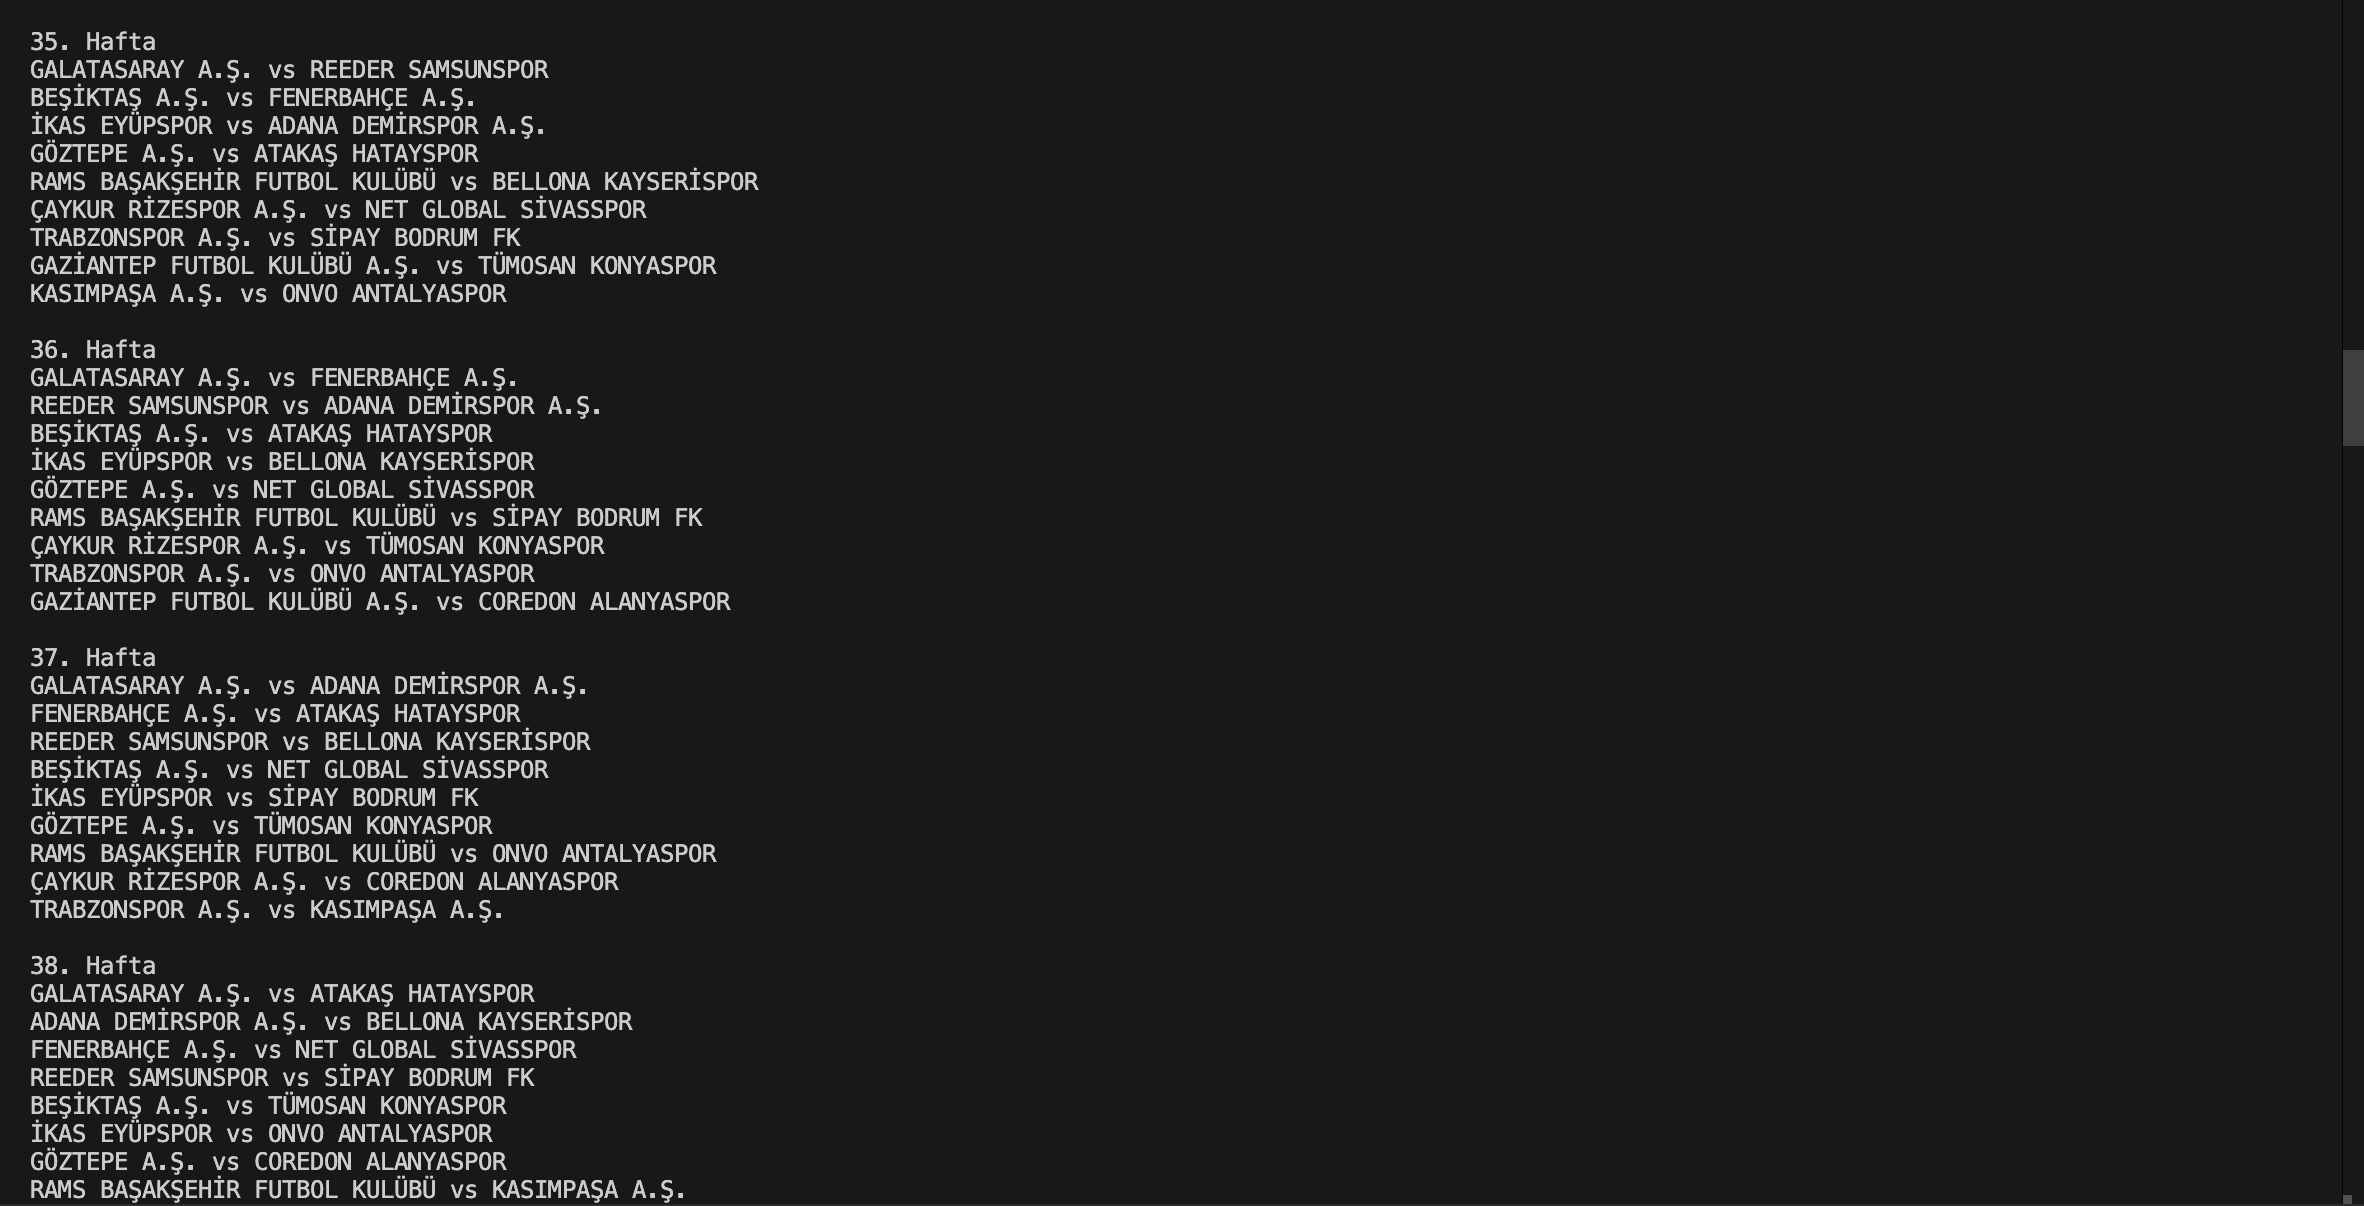 35. Hafta
GALATASARAY A.Ş. vs REEDER SAMSUNSPOR
BEŞİKTAŞ A.Ş. vs FENERBAHÇE A.Ş.
İKAS EYÜPSPOR vs ADANA DEMİRSPOR A.Ş.
GÖZTEPE A.Ş. vs ATAKAŞ HATAYSPOR
RAMS BAŞAKŞEHİR FUTBOL KULÜBÜ vs BELLONA KAYSERİSPOR
ÇAYKUR RİZESPOR A.Ş. vs NET GLOBAL SİVASSPOR
TRABZONSPOR A.Ş. vs SİPAY BODRUM FK
GAZİANTEP FUTBOL KULÜBÜ A.Ş. vs TÜMOSAN KONYASPOR
KASIMPAŞA A.Ş. vs ONVO ANTALYASPOR
36. Hafta
GALATASARAY A.Ş. vs FENERBAHÇE A.Ş.
REEDER SAMSUNSPOR vs ADANA DEMİRSPOR A.Ş.
BEŞİKTAŞ A.Ş. vs ATAKAŞ HATAYSPOR
İKAS EYÜPSPOR vs BELLONA KAYSERİSPOR
GÖZTEPE A.Ş. vs NET GLOBAL SİVASSPOR
RAMS BAŞAKŞEHİR FUTBOL KULÜBÜ vs SİPAY BODRUM FK
ÇAYKUR RİZESPOR A.Ş. vs TÜMOSAN KONYASPOR
TRABZONSPOR A.Ş. vs ONVO ANTALYASPOR
GAZİANTEP FUTBOL KULÜBÜ A.Ş. vs COREDON ALANYASPOR
37. Hafta
GALATASARAY A.Ş. vs ADANA DEMİRSPOR A.Ş.
FENERBAHÇE A.Ş. vs ATAKAŞ HATAYSPOR
REEDER SAMSUNSPOR vs BELLONA KAYSERİSPOR
BEŞİKTAŞ A.Ş. vs NET GLOBAL SİVASSPOR
İKAS EYÜPSPOR vs SİPAY BODRUM FK
GÖZTEPE A.Ş. vs TÜMOSAN KONYASPOR
RAMS BAŞAKŞEHİR FUTBOL KULÜBÜ vs ONVO ANTALYASPOR
ÇAYKUR RİZESPOR A.Ş. vs COREDON ALANYASPOR
TRABZONSPOR A.Ş. vs KASIMPAŞA A.Ş.
38. Hafta
GALATASARAY A.Ş. vs ATAKAŞ HATAYSPOR
ADANA DEMİRSPOR A.Ş. vs BELLONA KAYSERİSPOR
FENERBAHÇE A.Ş. vs NET GLOBAL SİVASSPOR
REEDER SAMSUNSPOR vs SİPAY BODRUM FK
BEŞİKTAŞ A.Ş. vs TÜMOSAN KONYASPOR
İKAS EYÜPSPOR vs ONVO ANTALYASPOR
GÖZTEPE A.Ş. vs COREDON ALANYASPOR
RAMS BAŞAKŞEHİR FUTBOL KULÜBÜ vs KASIMPAŞA A.Ş.